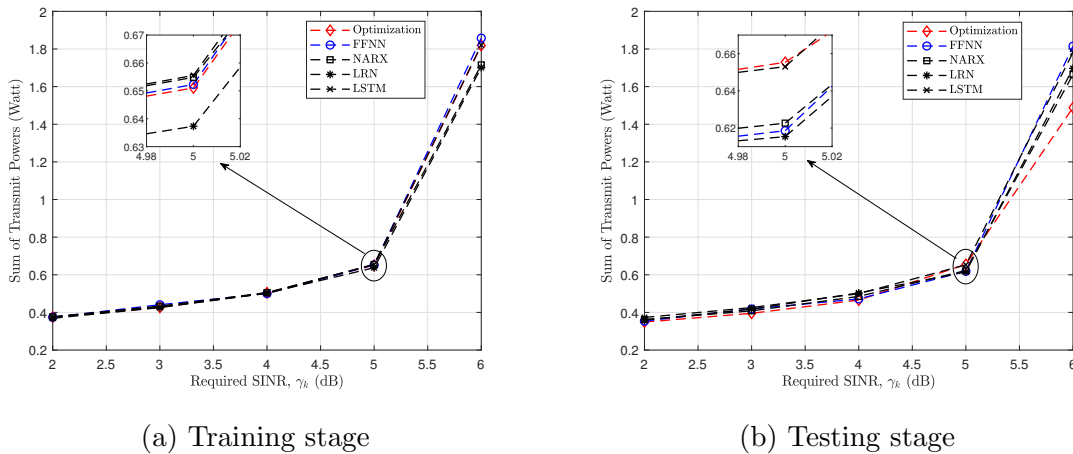 2
1.8
1.6
1.4
1.2
1
0.8
0.6
0.4
0.2
2 2.5 3 3.5 4 4.5 5 5.5 6
Sum of Transmit Powers (Watt)
Required SINR, γk (dB)
0.67
0.66
0.65
0.64
0.63
4.98 5 5.02
Optimization
FFNN
NARX
LRN
LSTM
(a) Training stage
2
1.8
1.6
1.4
1.2
1
0.8
0.6
0.4
0.2
2 2.5 3 3.5 4 4.5 5 5.5 6
Sum of Transmit Powers (Watt)
Required SINR, γk (dB)
0.66
0.64
0.62
4.98 5 5.02
Optimization
FFNN
NARX
LRN
LSTM
(b) Testing stage